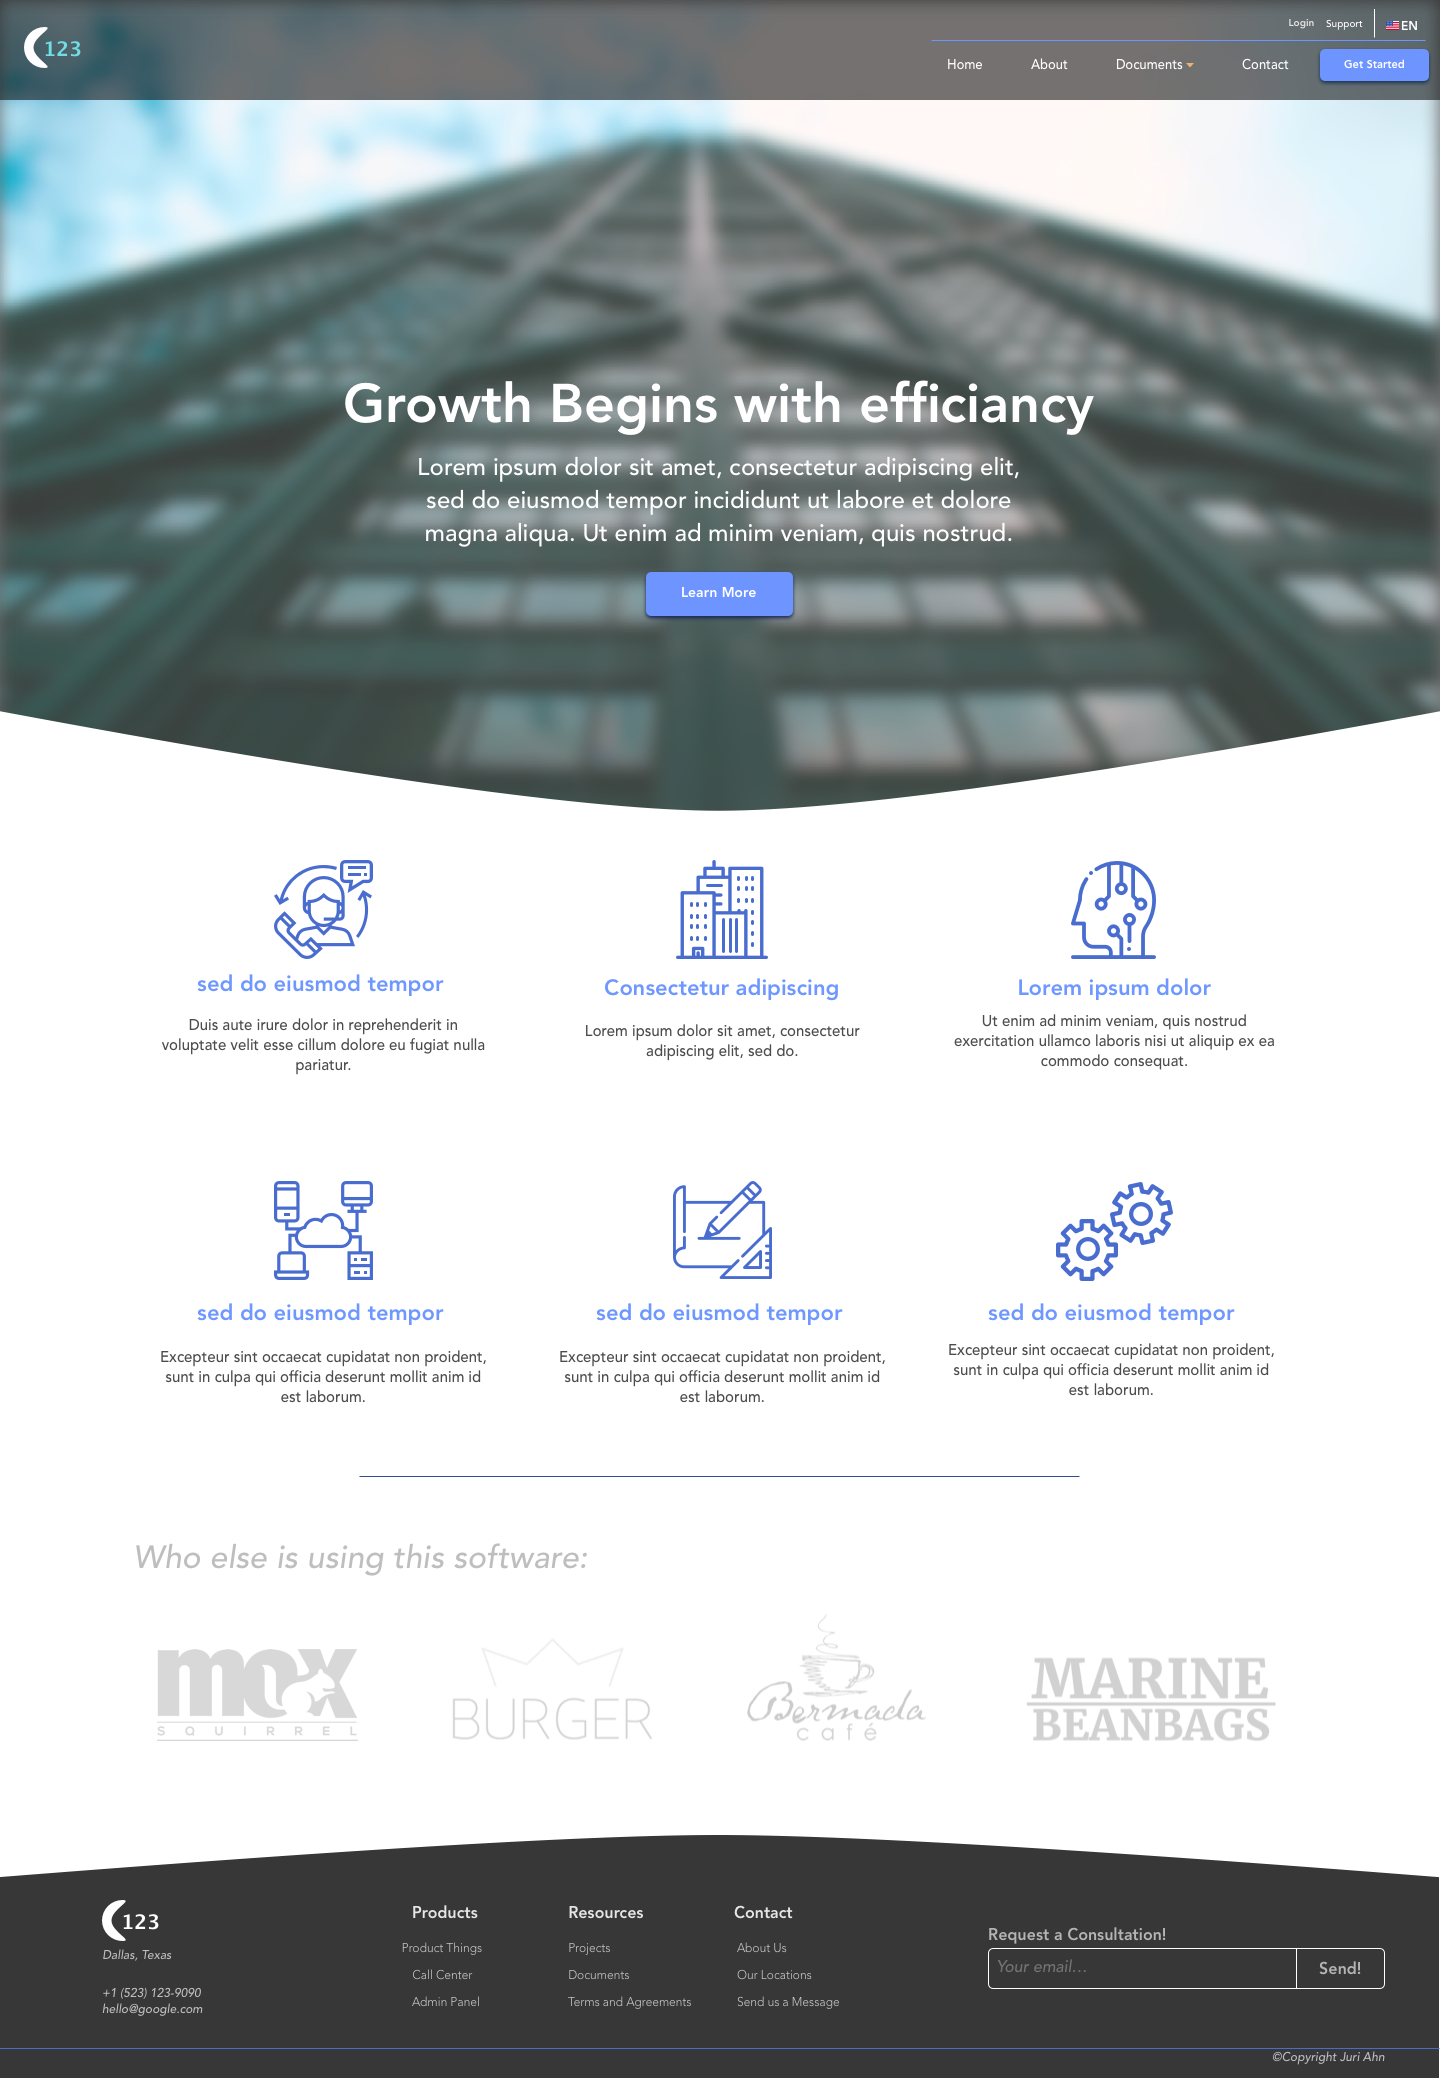 Login Support EN
123
Home About Documents Contact Get Started
Growth Begins with efficiancy
Lorem ipsum dolor sit amet, consectetur adipiscing elit,
sed do eiusmod tempor incididunt ut labore et dolore
magna aliqua. Ut enim ad minim veniam, quis nostrud.
Learn More
sed do eiusmod tempor
Duis aute irure dolor in reprehenderit in
voluptate velit esse cillum dolore eu fugiat nulla
pariatur.
Consectetur adipiscing
Lorem ipsum dolor sit amet, consectetur
adipiscing elit, sed do.
Lorem ipsum dolor
Ut enim ad minim veniam, quis nostrud
exercitation ullamco laboris nisi ut aliquip ex ea
commodo consequat.
sed do eiusmod tempor
Excepteur sint occaecat cupidatat non proident,
sunt in culpa qui officia deserunt mollit anim id
est laborum.
sed do eiusmod tempor
Excepteur sint occaecat cupidatat non proident,
sunt in culpa qui officia deserunt mollit anim id
est laborum.
sed do eiusmod tempor
Excepteur sint occaecat cupidatat non proident,
sunt in culpa qui officia deserunt mollit anim id
est laborum.
Who else is using this software:
mox
SQUIRREL
BURGER
Bermada
café
MARINE
BEANBAGS
123
Dallas, Texas
+1 (523) 123-9090
hello@google.com
Products
Product Things
Call Center
Admin Panel
Resources
Projects
Documents
Terms and Agreements
Contact
About Us
Our Locations
Send us a Message
Request a Consultation!
Your email... Send!
©Copyright Juri Ahn